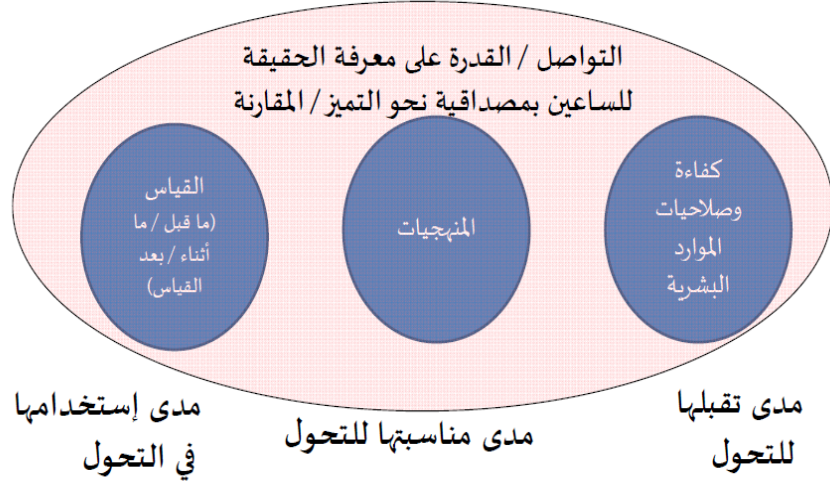 التواصل / القدرة على معرفة الحقيقة
للساعين بمصداقية نحو التميز / المقارنة
كفاءة
وصلاحيات
الموارد
البشرية
المنهجيات
القياس
(ما قبل / ما
أثناء / بعد
القياس)
مدى تقبلها
للتحول
مدى مناسبتها للتحول
مدى إستخدامها
في التحول